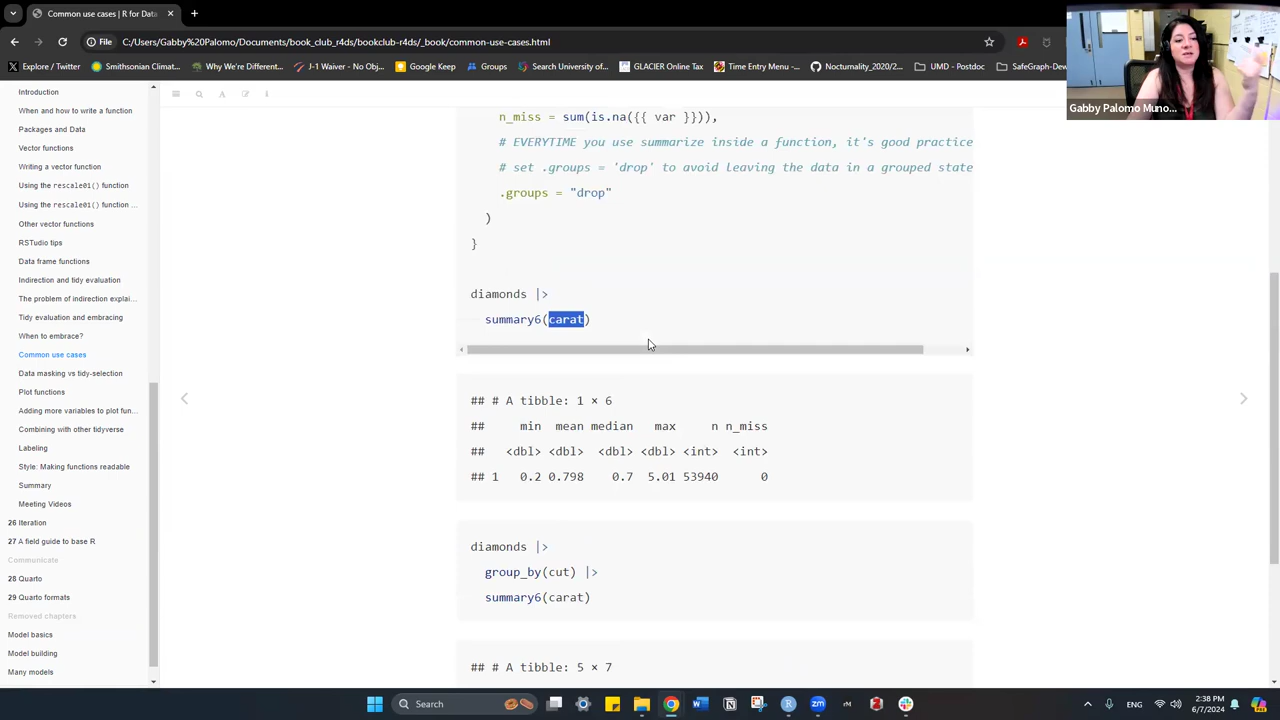 Common use cases | R for Data
File
C:/Users/Gabby%20Palomo/Documents/book_club_r4ds/bookclub-r4ds/_book/common-use-cases.html
Explore / Twitter
Smithsonian Climat...
Why We're Different...
J-1 Waiver - No Obj...
Google Keep
GLUEER Online Tool
Time Entry Menu -...
Nocturnality_2020/2...
UMD - Postdoc
SafeGraph-Dewey
Gabby Palomo Muno...
Introduction
When and how to write a function
Packages and Data
Vector functions
Writing a vector function
Using the rescale01() function
Using the rescale01() function ...
Other vector functions
RSTudio tips
Data frame functions
Indirection and tidy evaluation
The problem of indirection explai...
Tidy evaluation and embracing
When to embrace?
Common use cases
Data masking vs tidy-selection
Plot functions
Adding more variables to plot fun...
Combining with other tidyverse
Labeling
Style: Making functions readable
Summary
Meeting Videos
26 Iteration
27 A field guide to base R
Communicate
28 Quarto
29 Quarto formats
Removed chapters
Model basics
Model building
Many models
n_miss = sum(is.na({{ var }})),
# EVERYTIME you use summarize inside a function, it's good practice
# set .groups = 'drop' to avoid leaving the data in a grouped state
.groups = "drop"
)
}
diamonds |>
summary6(carat)
## # A tibble: 1 × 6
## min mean median max n n_miss
## <dbl> <dbl> <dbl> <dbl> <int> <int>
## 1 0.2 0.798 0.7 5.01 53940 0
diamonds |>
group_by(cut) |>
summary6(carat)
## # A tibble: 5 × 7
Search
ENG
2:38 PM
6/7/2024